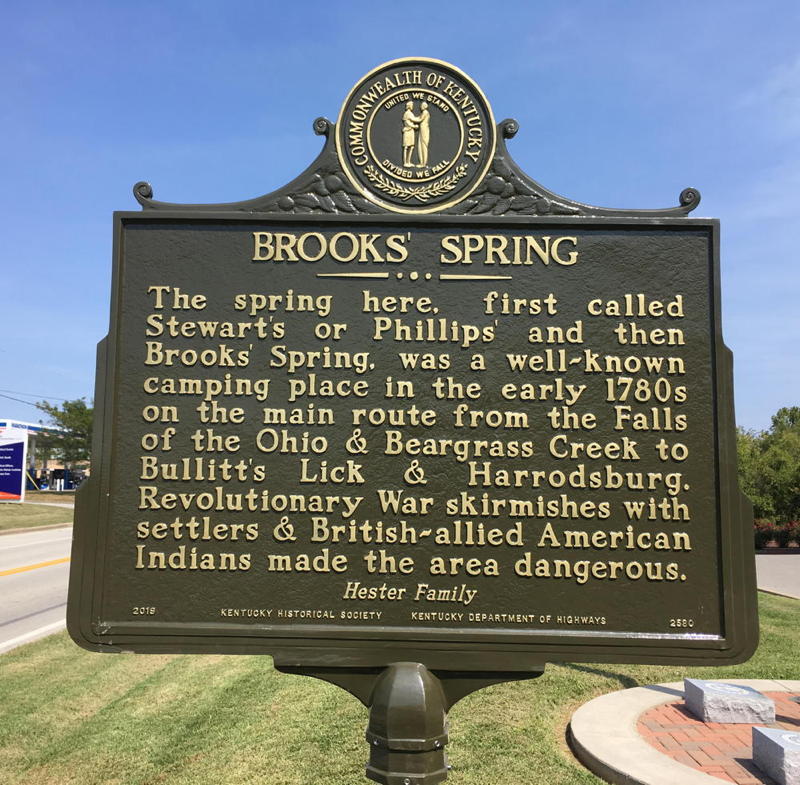 COMMONWEALTH OF KENTUCKY
UNITED WE STAND
DIVIDED WE FALL
BROOKS' SPRING
The spring here, first called
Stewart's or Phillips' and then
Brooks' Spring, was a well-known
camping place in the early 1780s
on the main route from the Falls
of the Ohio & Beargrass Creek to
Bullitt's Lick & Harrodsburg.
Revolutionary War skirmishes with
settlers & British-allied American
Indians made the area dangerous.
Hester Family
2019 KENTUCKY HISTORICAL SOCIETY KENTUCKY DEPARTMENT OF HIGHWAYS 2580